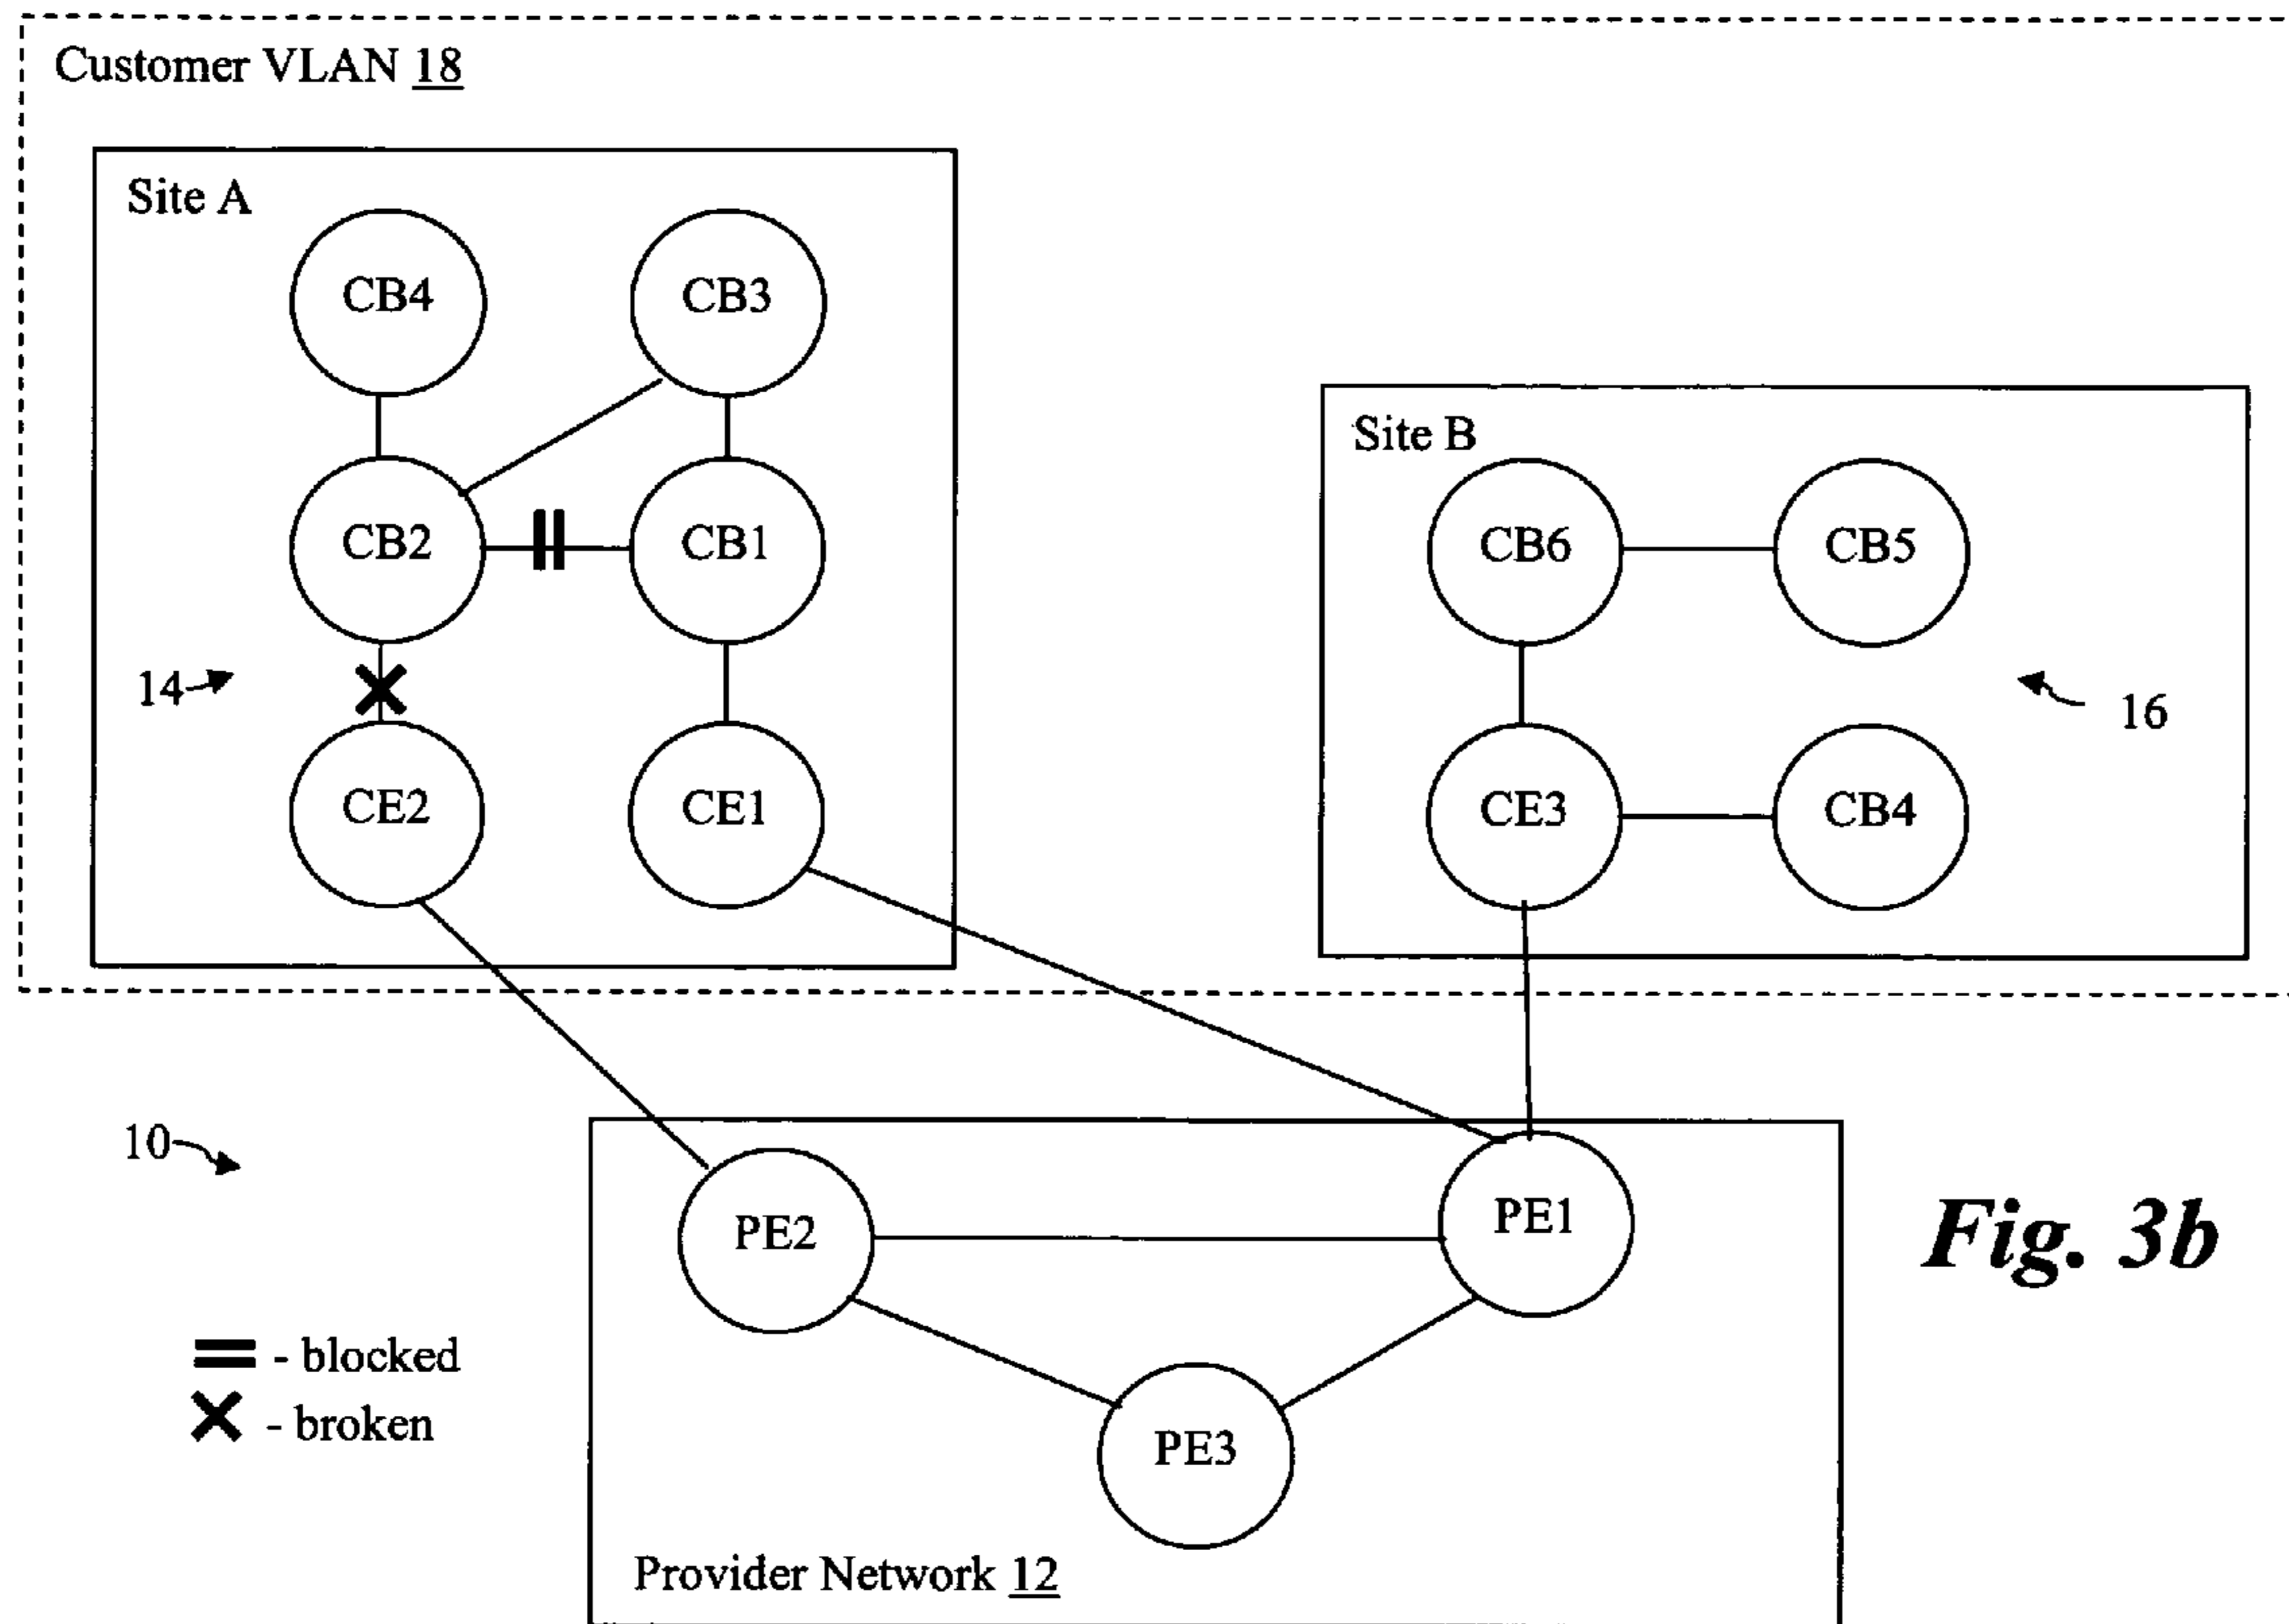 Customer VLAN 18
Site A
CB4
CB3
Site B
CB2
CB1
CB6
CB5
14
16
CE2
CE1
CE3
CB4
10
PE2
PE1
Fig. 3b
- blocked
- broken
PE3
Provider Network 12